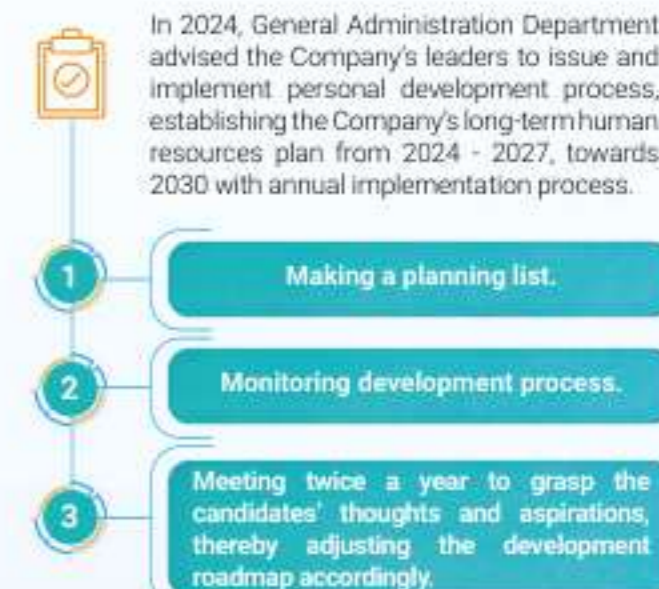 In 2024, General Administration Department
advised the Company's leaders to issue and
implement personal development process,
establishing the Company's long-term human
resources plan from 2024 - 2027, towards
2030 with annual implementation process.
1
Making a planning list.
2
Monitoring development process.
3
Meeting twice a year to grasp the
candidates' thoughts and aspirations,
thereby adjusting the development
roadmap accordingly.